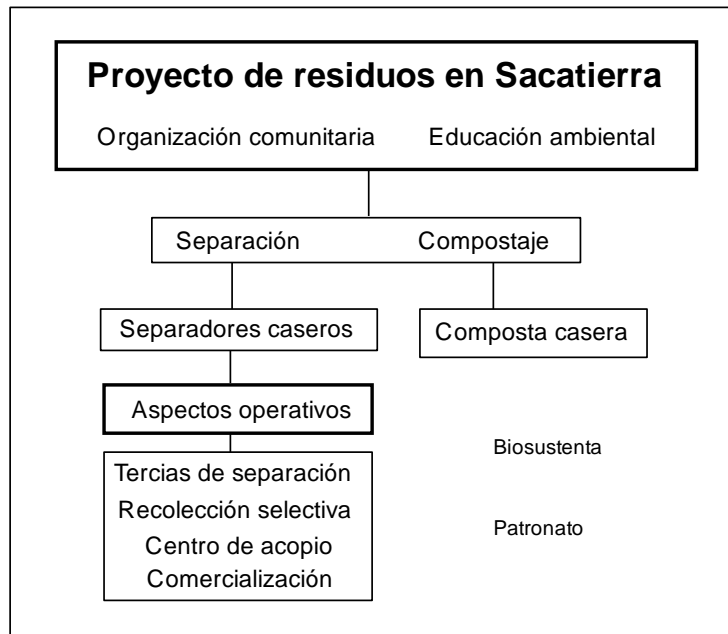 Proyecto de residuos en Sacatierra
Organización comunitaria Educación ambiental
Separación Compostaje
Separadores caseros
Composta casera
Aspectos operativos
Tercias de separación
Recolección selectiva
Centro de acopio
Comercialización
Biosustenta
Patronato